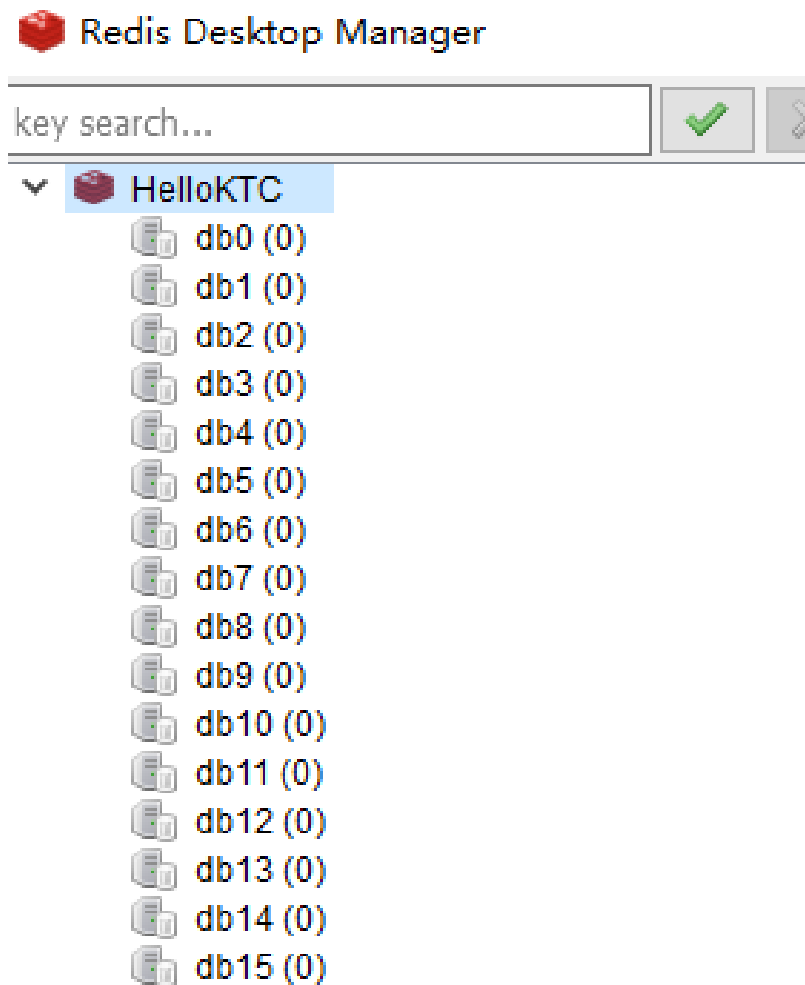 Redis Desktop Manager
key search...
HelloKTC
db0 (0)
db1 (0)
db2 (0)
db3 (0)
db4 (0)
db5 (0)
db6 (0)
db7 (0)
db8 (0)
db9 (0)
db10 (0)
db11 (0)
db12 (0)
db13 (0)
db14 (0)
db15 (0)